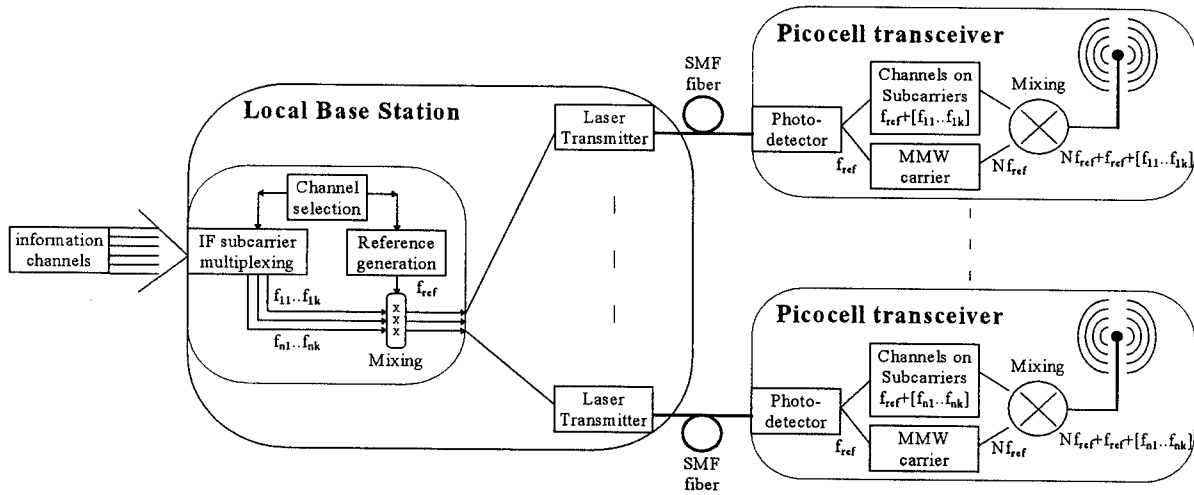 Local Base Station
information
channels
Channel
selection
IF subcarrier
multiplexing
Reference
generation
f11..f1k
fref
x
x
x
fn1..fnk
Mixing
Laser
Transmitter
Laser
Transmitter
SMF
fiber
SMF
fiber
Picocell transceiver
Photo-
detector
fref
Channels on
Subcarriers
fref+[f11..f1k]
MMW
carrier
Mixing
Nfref
Nfref+fref+[f11..f1k]
Picocell transceiver
Photo-
detector
fref
Channels on
Subcarriers
fref+[fn1..fnk]
MMW
carrier
Mixing
Nfref
Nfref+fref+[fn1..fnk]